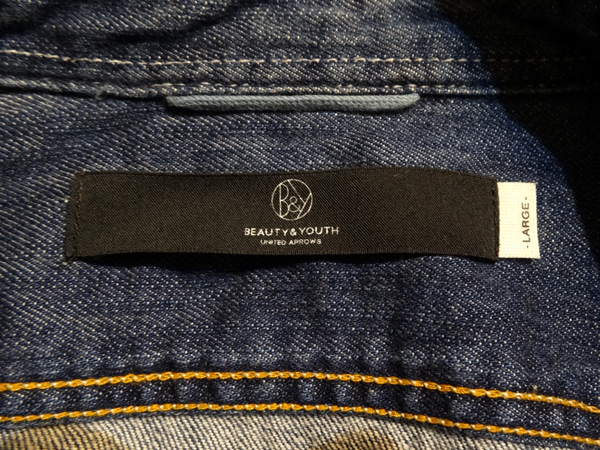 B&Y
BEAUTY & YOUTH
UNITED ARROWS
- LARGE -